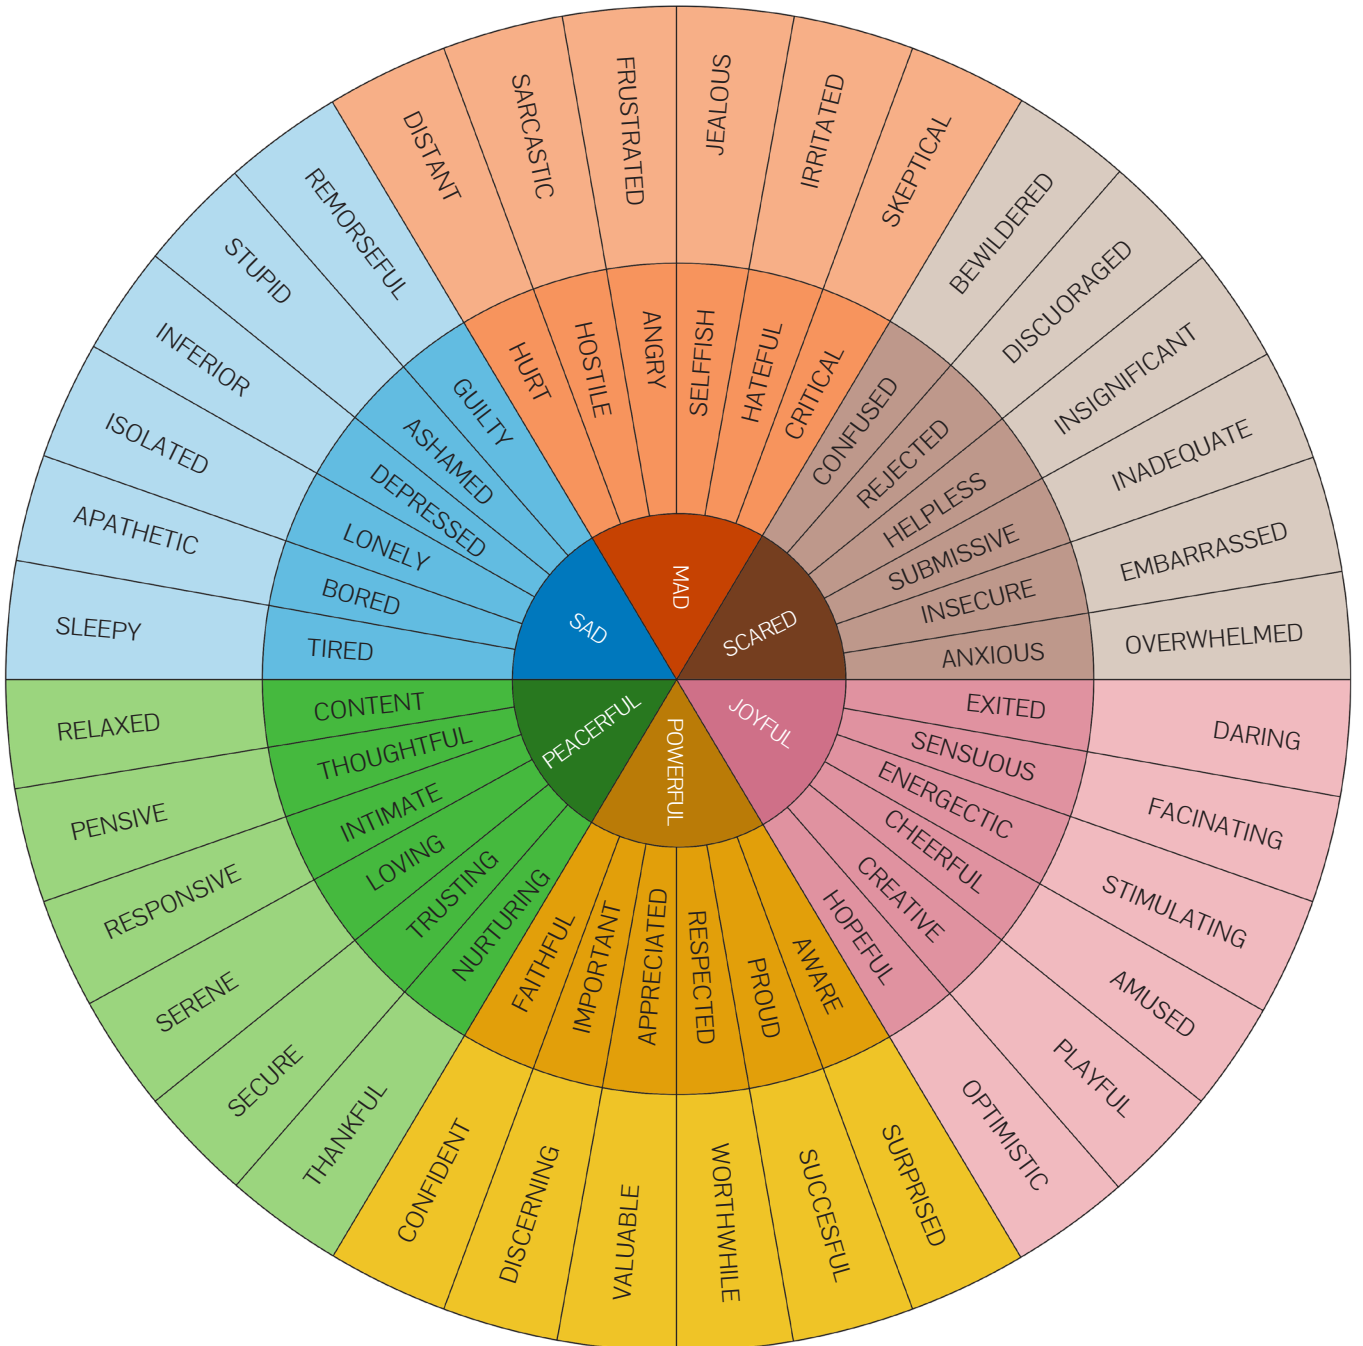 MAD
SCARED
JOYFUL
POWERFUL
PEACERFUL
SAD
HURT
HOSTILE
ANGRY
SELFFISH
HATEFUL
CRITICAL
CONFUSED
REJECTED
HELPLESS
SUBMISSIVE
INSECURE
ANXIOUS
EXITED
SENSUOUS
ENERGECTIC
CHEERFUL
CREATIVE
HOPEFUL
AWARE
PROUD
RESPECTED
APPRECIATED
IMPORTANT
FAITHFUL
NURTURING
TRUSTING
LOVING
INTIMATE
THOUGHTFUL
CONTENT
TIRED
BORED
LONELY
DEPRESSED
ASHAMED
GUILTY
DISTANT
SARCASTIC
FRUSTRATED
JEALOUS
IRRITATED
SKEPTICAL
BEWILDERED
DISCUORAGED
INSIGNIFICANT
INADEQUATE
EMBARRASSED
OVERWHELMED
DARING
FACINATING
STIMULATING
AMUSED
PLAYFUL
OPTIMISTIC
SURPRISED
SUCCESFUL
WORTHWHILE
VALUABLE
DISCERNING
CONFIDENT
THANKFUL
SECURE
SERENE
RESPONSIVE
PENSIVE
RELAXED
SLEEPY
APATHETIC
ISOLATED
INFERIOR
STUPID
REMORSEFUL